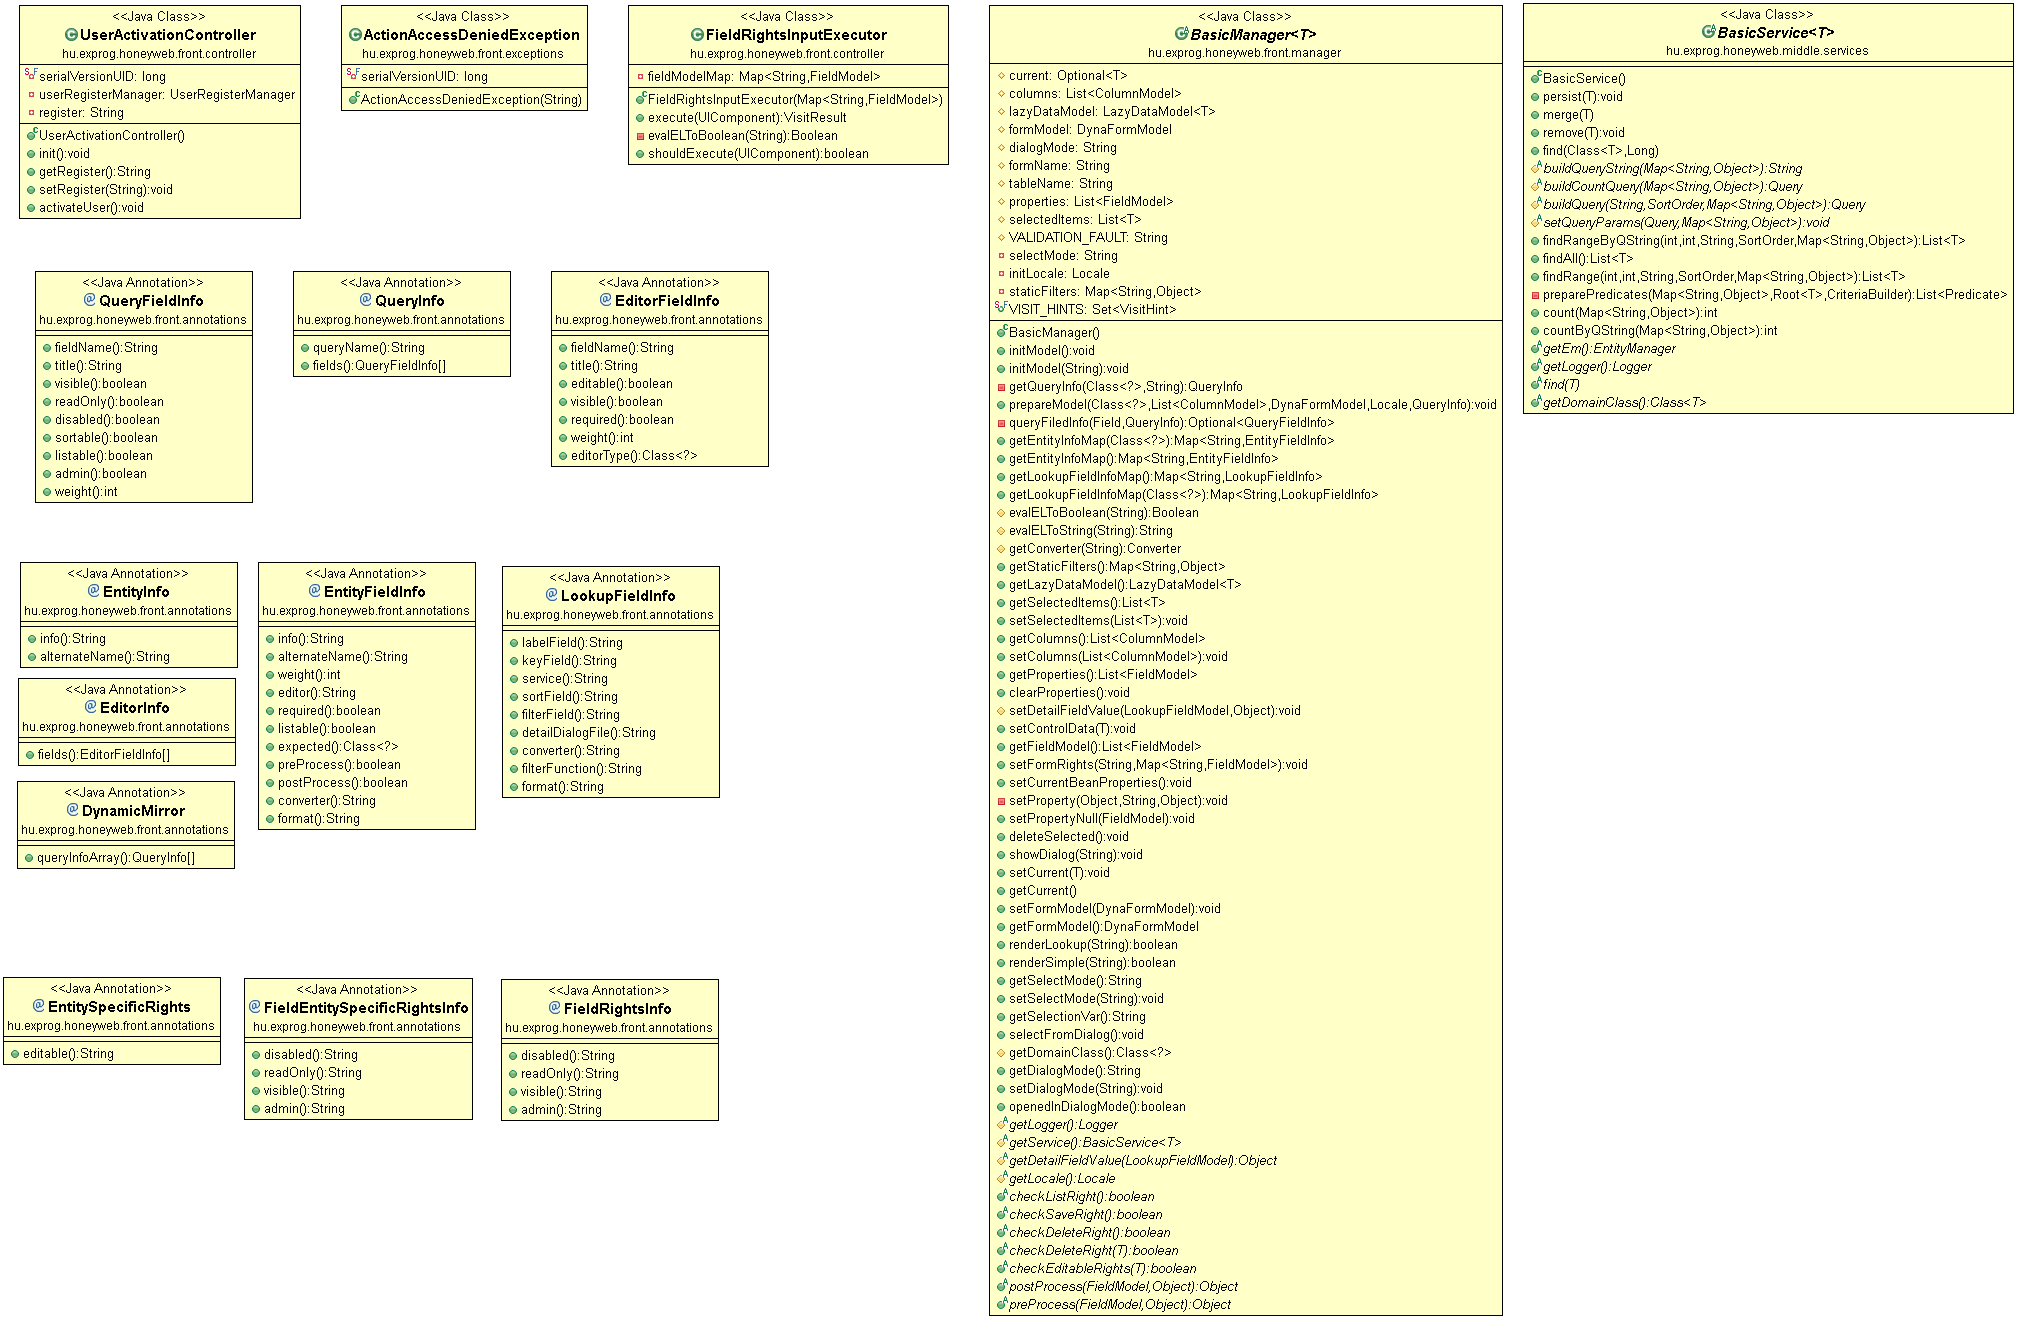 <<Java Class>>
UserActivationController
hu.exprog.honeyweb.front.controller
serialVersionUID: long
userRegisterManager: UserRegisterManager
register: String
UserActivationController()
init():void
getRegister():String
setRegister(String):void
activateUser():void
<<Java Class>>
ActionAccessDeniedException
hu.exprog.honeyweb.front.exceptions
serialVersionUID: long
ActionAccessDeniedException(String)
<<Java Class>>
FieldRightsInputExecutor
hu.exprog.honeyweb.front.controller
fieldModelMap: Map<String,FieldModel>
FieldRightsInputExecutor(Map<String,FieldModel>)
execute(UIComponent):VisitResult
evalELToBoolean(String):Boolean
shouldExecute(UIComponent):boolean
<<Java Class>>
BasicManager<T>
hu.exprog.honeyweb.front.manager
current: Optional<T>
columns: List<ColumnModel>
lazyDataModel: LazyDataModel<T>
formModel: DynaFormModel
dialogMode: String
formName: String
tableName: String
properties: List<FieldModel>
selectedItems: List<T>
VALIDATION_FAULT: String
selectMode: String
initLocale: Locale
staticFilters: Map<String,Object>
VISIT_HINTS: Set<VisitHint>
BasicManager()
initModel():void
initModel(String):void
getQueryInfo(Class<?>,String):QueryInfo
prepareModel(Class<?>,List<ColumnModel>,DynaFormModel,Locale,QueryInfo):void
queryFiledInfo(Field,QueryInfo):Optional<QueryFieldInfo>
getEntityInfoMap(Class<?>):Map<String,EntityFieldInfo>
getEntityInfoMap():Map<String,EntityFieldInfo>
getLookupFieldInfoMap():Map<String,LookupFieldInfo>
getLookupFieldInfoMap(Class<?>):Map<String,LookupFieldInfo>
evalELToBoolean(String):Boolean
evalELToString(String):String
getConverter(String):Converter
getStaticFilters():Map<String,Object>
getLazyDataModel():LazyDataModel<T>
getSelectedItems():List<T>
setSelectedItems(List<T>):void
getColumns():List<ColumnModel>
setColumns(List<ColumnModel>):void
getProperties():List<FieldModel>
clearProperties():void
setDetailFieldValue(LookupFieldModel,Object):void
setControlData(T):void
getFieldModel():List<FieldModel>
setFormRights(String,Map<String,FieldModel>):void
setCurrentBeanProperties():void
setProperty(Object,String,Object):void
setPropertyNull(FieldModel):void
deleteSelected():void
showDialog(String):void
setCurrent(T):void
getCurrent()
setFormModel(DynaFormModel):void
getFormModel():DynaFormModel
renderLookup(String):boolean
renderSimple(String):boolean
getSelectMode():String
setSelectMode(String):void
getSelectionVar():String
selectFromDialog():void
getDomainClass():Class<?>
getDialogMode():String
setDialogMode(String):void
openedInDialogMode():boolean
getLogger():Logger
getService():BasicService<T>
getDetailFieldValue(LookupFieldModel):Object
getLocale():Locale
checkListRight():boolean
checkSaveRight():boolean
checkDeleteRight():boolean
checkDeleteRight(T):boolean
checkEditableRights(T):boolean
postProcess(FieldModel,Object):Object
preProcess(FieldModel,Object):Object
<<Java Class>>
BasicService<T>
hu.exprog.honeyweb.middle.services
BasicService()
persist(T):void
merge(T)
remove(T):void
find(Class<T>,Long)
buildQueryString(Map<String,Object>):String
buildCountQuery(Map<String,Object>):Query
buildQuery(String,SortOrder,Map<String,Object>):Query
setQueryParams(Query,Map<String,Object>):void
findRangeByQString(int,int,String,SortOrder,Map<String,Object>):List<T>
findAll():List<T>
findRange(int,int,String,SortOrder,Map<String,Object>):List<T>
preparePredicates(Map<String,Object>,Root<T>,CriteriaBuilder):List<Predicate>
count(Map<String,Object>):int
countByQString(Map<String,Object>):int
getEm():EntityManager
getLogger():Logger
find(T)
getDomainClass():Class<T>
<<Java Annotation>>
QueryFieldInfo
hu.exprog.honeyweb.front.annotations
fieldName():String
title():String
visible():boolean
readOnly():boolean
disabled():boolean
sortable():boolean
listable():boolean
admin():boolean
weight():int
<<Java Annotation>>
QueryInfo
hu.exprog.honeyweb.front.annotations
queryName():String
fields():QueryFieldInfo[]
<<Java Annotation>>
EditorFieldInfo
hu.exprog.honeyweb.front.annotations
fieldName():String
title():String
editable():boolean
visible():boolean
required():boolean
weight():int
editorType():Class<?>
<<Java Annotation>>
EntityInfo
hu.exprog.honeyweb.front.annotations
info():String
alternateName():String
<<Java Annotation>>
EditorInfo
hu.exprog.honeyweb.front.annotations
fields():EditorFieldInfo[]
<<Java Annotation>>
DynamicMirror
hu.exprog.honeyweb.front.annotations
queryInfoArray():QueryInfo[]
<<Java Annotation>>
EntityFieldInfo
hu.exprog.honeyweb.front.annotations
info():String
alternateName():String
weight():int
editor():String
required():boolean
listable():boolean
expected():Class<?>
preProcess():boolean
postProcess():boolean
converter():String
format():String
<<Java Annotation>>
LookupFieldInfo
hu.exprog.honeyweb.front.annotations
labelField():String
keyField():String
service():String
sortField():String
filterField():String
detailDialogFile():String
converter():String
filterFunction():String
format():String
<<Java Annotation>>
EntitySpecificRights
hu.exprog.honeyweb.front.annotations
editable():String
<<Java Annotation>>
FieldEntitySpecificRightsInfo
hu.exprog.honeyweb.front.annotations
disabled():String
readOnly():String
visible():String
admin():String
<<Java Annotation>>
FieldRightsInfo
hu.exprog.honeyweb.front.annotations
disabled():String
readOnly():String
visible():String
admin():String